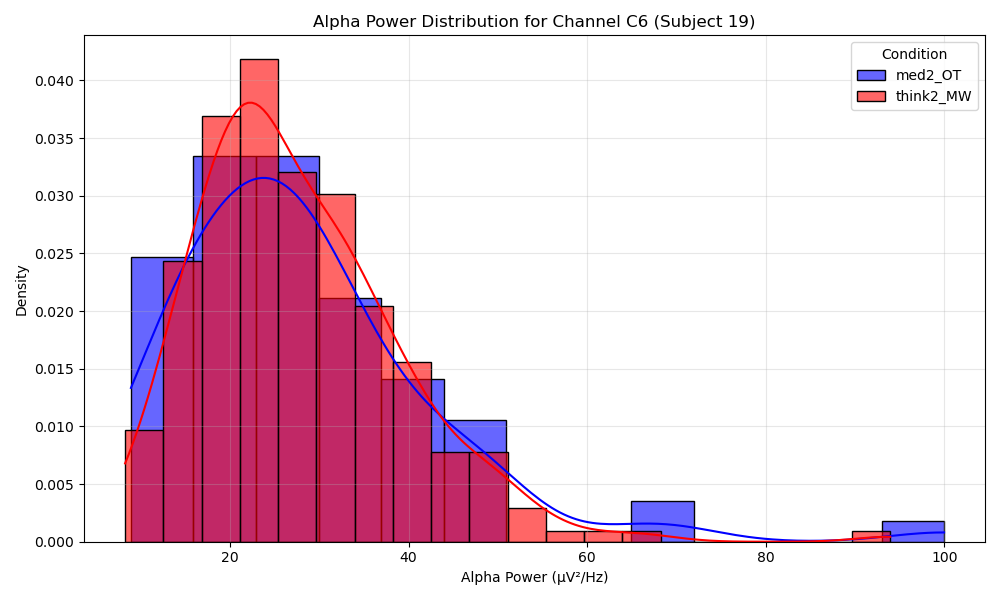 Alpha Power Distribution for Channel C6 (Subject 19)
Condition
med2_OT
think2_MW
0.040
0.035
0.030
0.025
0.020
0.015
0.010
0.005
0.000
Density
20 40 60 80 100
Alpha Power (µV²/Hz)